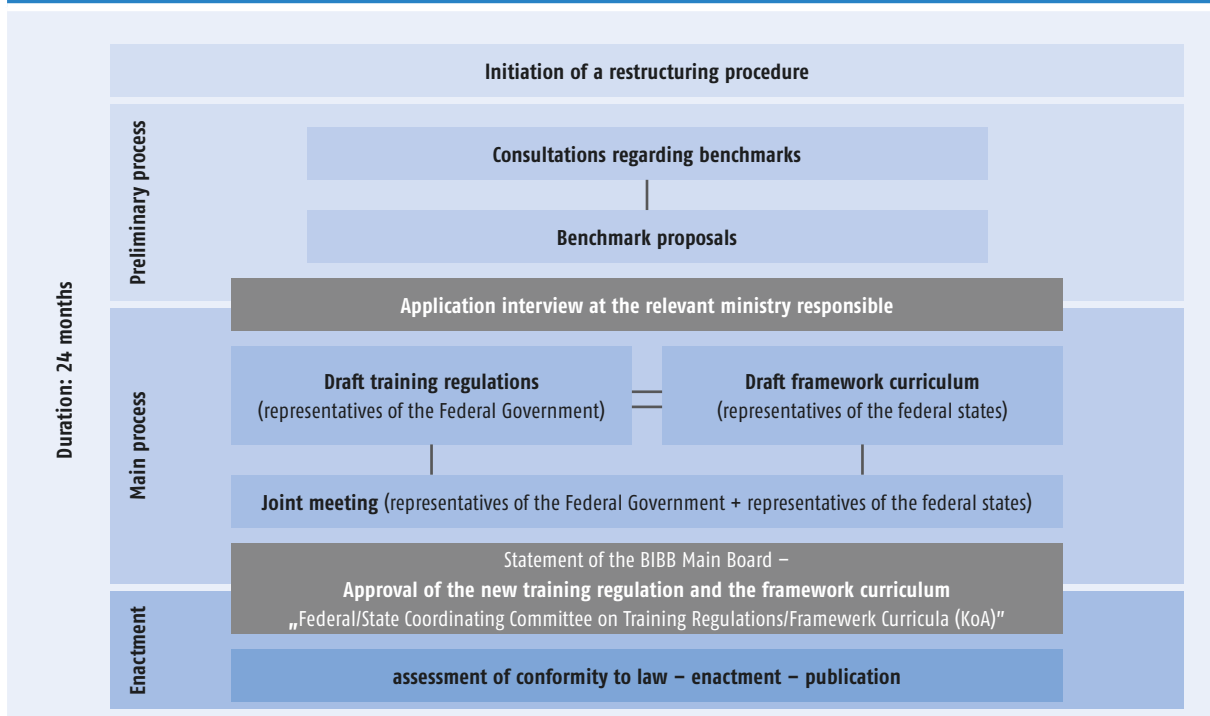 Initiation of a restructuring procedure
Duration: 24 months
Preliminary process
Consultations regarding benchmarks
Benchmark proposals
Application interview at the relevant ministry responsible
Main process
Draft training regulations
(representatives of the Federal Government)
Draft framework curriculum
(representatives of the federal states)
Joint meeting (representatives of the Federal Government + representatives of the federal states)
Statement of the BIBB Main Board –
Approval of the new training regulation and the framework curriculum
„Federal/State Coordinating Committee on Training Regulations/Framewerk Curricula (KoA)”
Enactment
assessment of conformity to law – enactment – publication